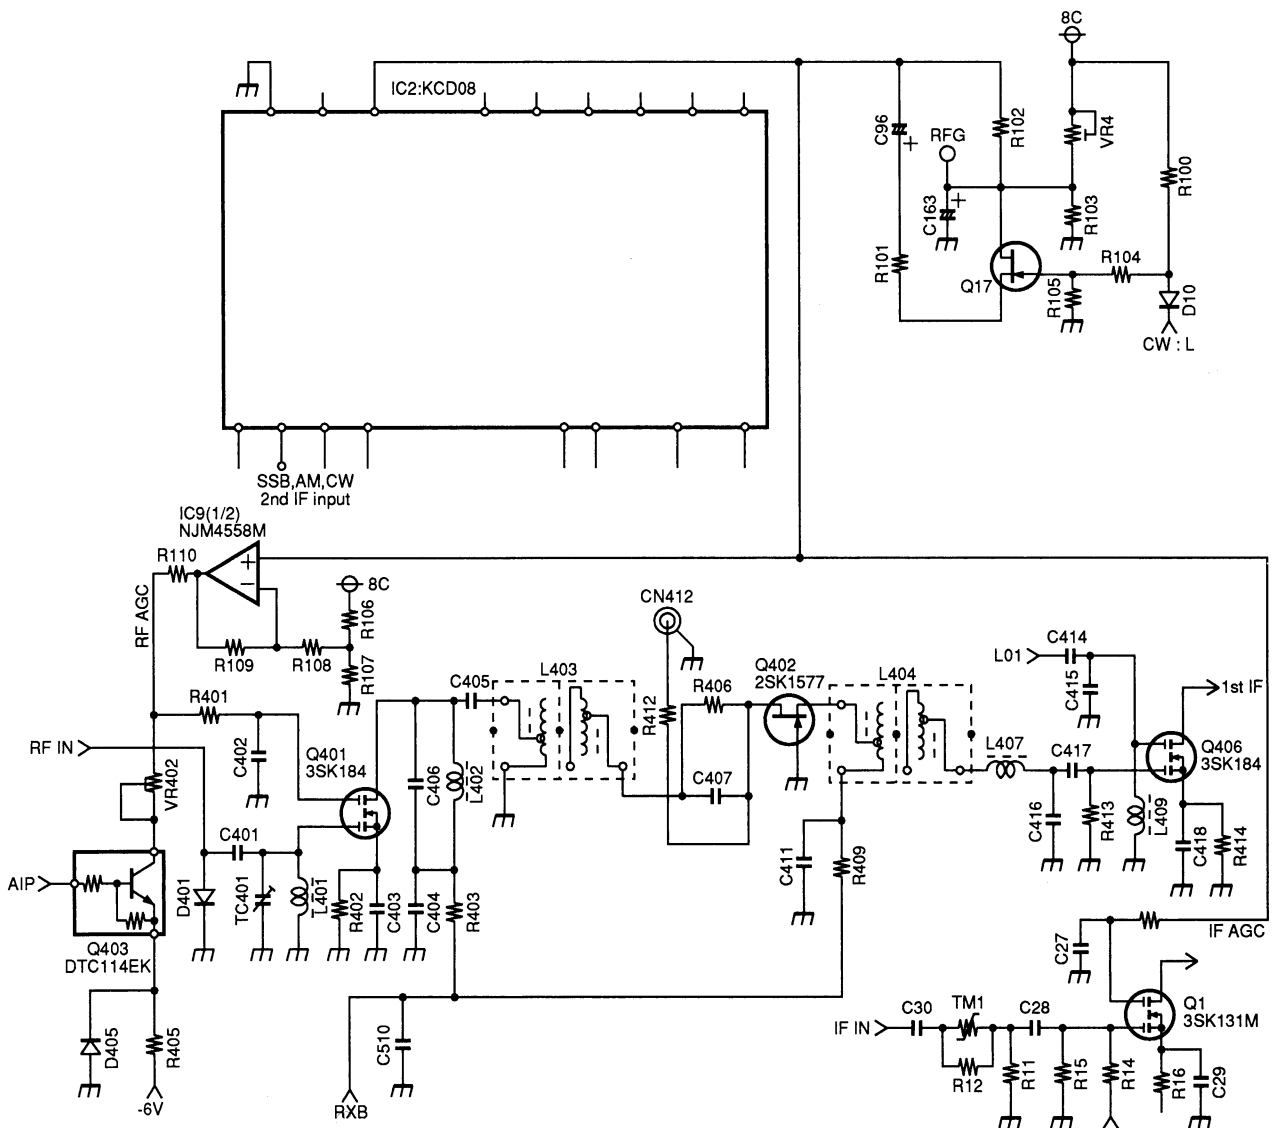 8C
IC2:KCD08
C96
+
RFG
R102
VR4
R100
+
C163
R103
R101
R104
Q17
R105
D10
CW : L
SSB,AM,CW
2nd IF input
IC9(1/2)
NJM4558M
R110
+
−
8C
RF AGC
R106
R109
R108
R107
CN412
C414
L01
C415
1st IF
L403
C405
R401
R406
Q402
2SK1577
L404
R412
RF IN
C402
Q401
3SK184
C406
L402
C407
L407
C417
Q406
3SK184
VR402
C401
C416
R413
L409
C418
R414
AIP
D401
TC401
L401
R402
C403
C404
R403
C411
R409
Q403
DTC114EK
C27
IF AGC
D405
R405
-6V
C510
RXB
IF IN
C30
TM1
C28
Q1
3SK131M
R12
R11
R15
R14
R16
C29